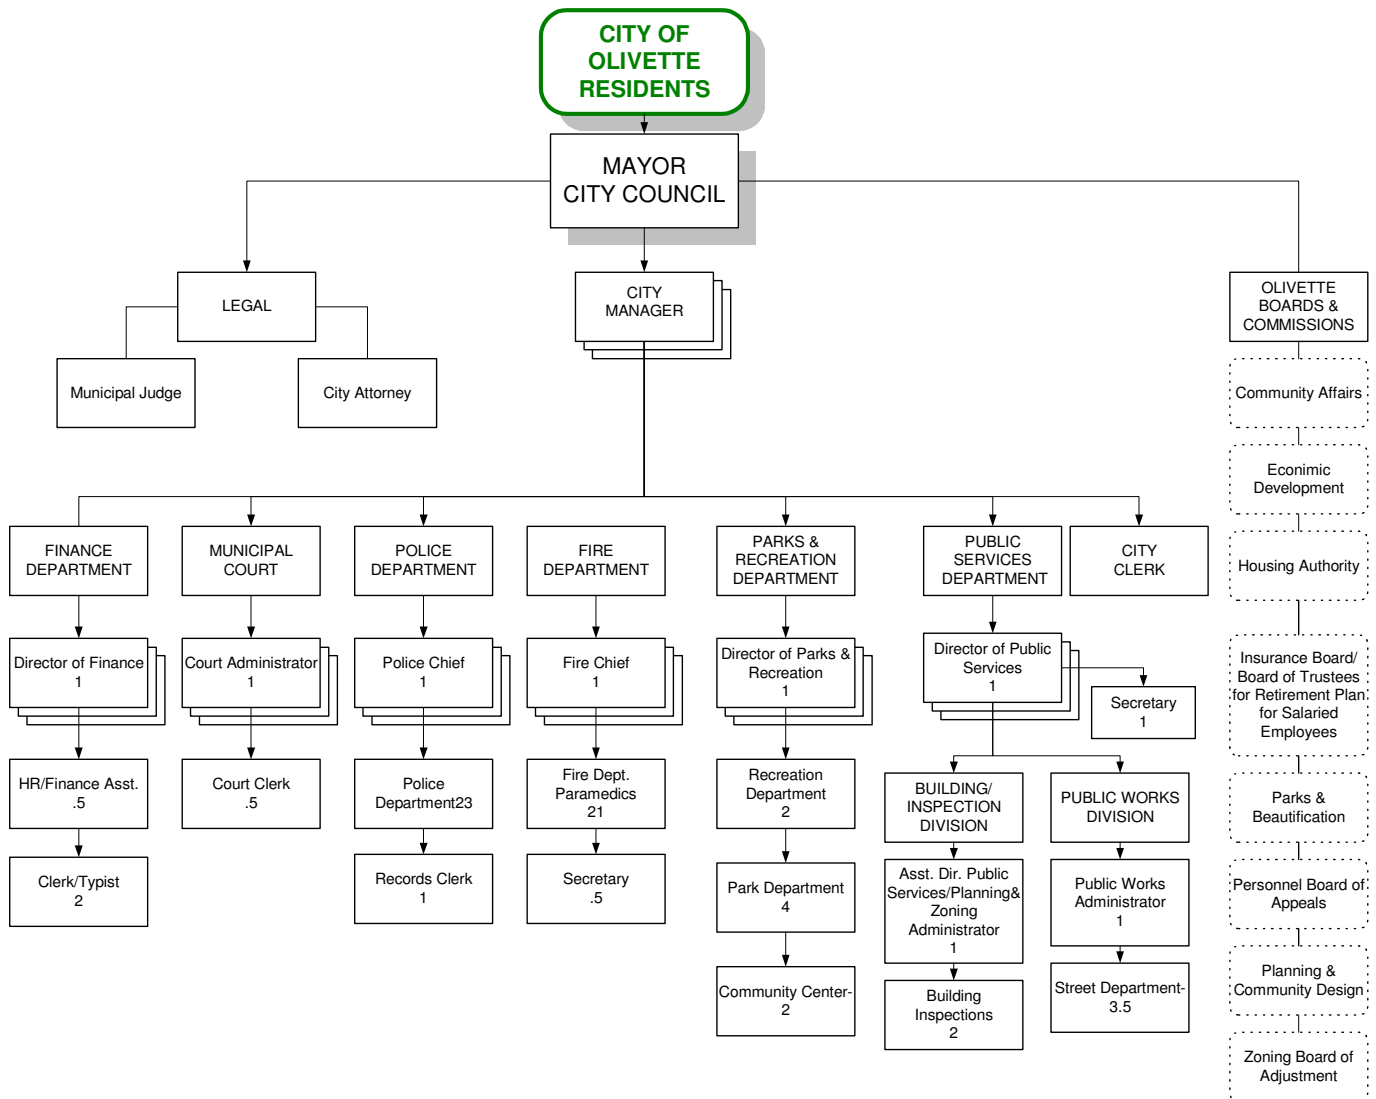 CITY OF
OLIVETTE
RESIDENTS
MAYOR
CITY COUNCIL
LEGAL
CITY
MANAGER
OLIVETTE
BOARDS &
COMMISSIONS
Municipal Judge
City Attorney
Community Affairs
Econimic
Development
Housing Authority
Insurance Board/
Board of Trustees
for Retirement Plan
for Salaried
Employees
Parks &
Beautification
Personnel Board of
Appeals
Planning &
Community Design
Zoning Board of
Adjustment
FINANCE
DEPARTMENT
Director of Finance
1
HR/Finance Asst.
.5
Clerk/Typist
2
MUNICIPAL
COURT
Court Administrator
1
Court Clerk
.5
POLICE
DEPARTMENT
Police Chief
1
Police
Department23
Records Clerk
1
FIRE
DEPARTMENT
Fire Chief
1
Fire Dept.
Paramedics
21
Secretary
.5
PARKS &
RECREATION
DEPARTMENT
Director of Parks &
Recreation
1
Recreation
Department
2
Park Department
4
Community Center-
2
PUBLIC
SERVICES
DEPARTMENT
Director of Public
Services
1
Secretary
1
BUILDING/
INSPECTION
DIVISION
Asst. Dir. Public
Services/Planning&
Zoning
Administrator
1
Building
Inspections
2
PUBLIC WORKS
DIVISION
Public Works
Administrator
1
Street Department-
3.5
CITY
CLERK